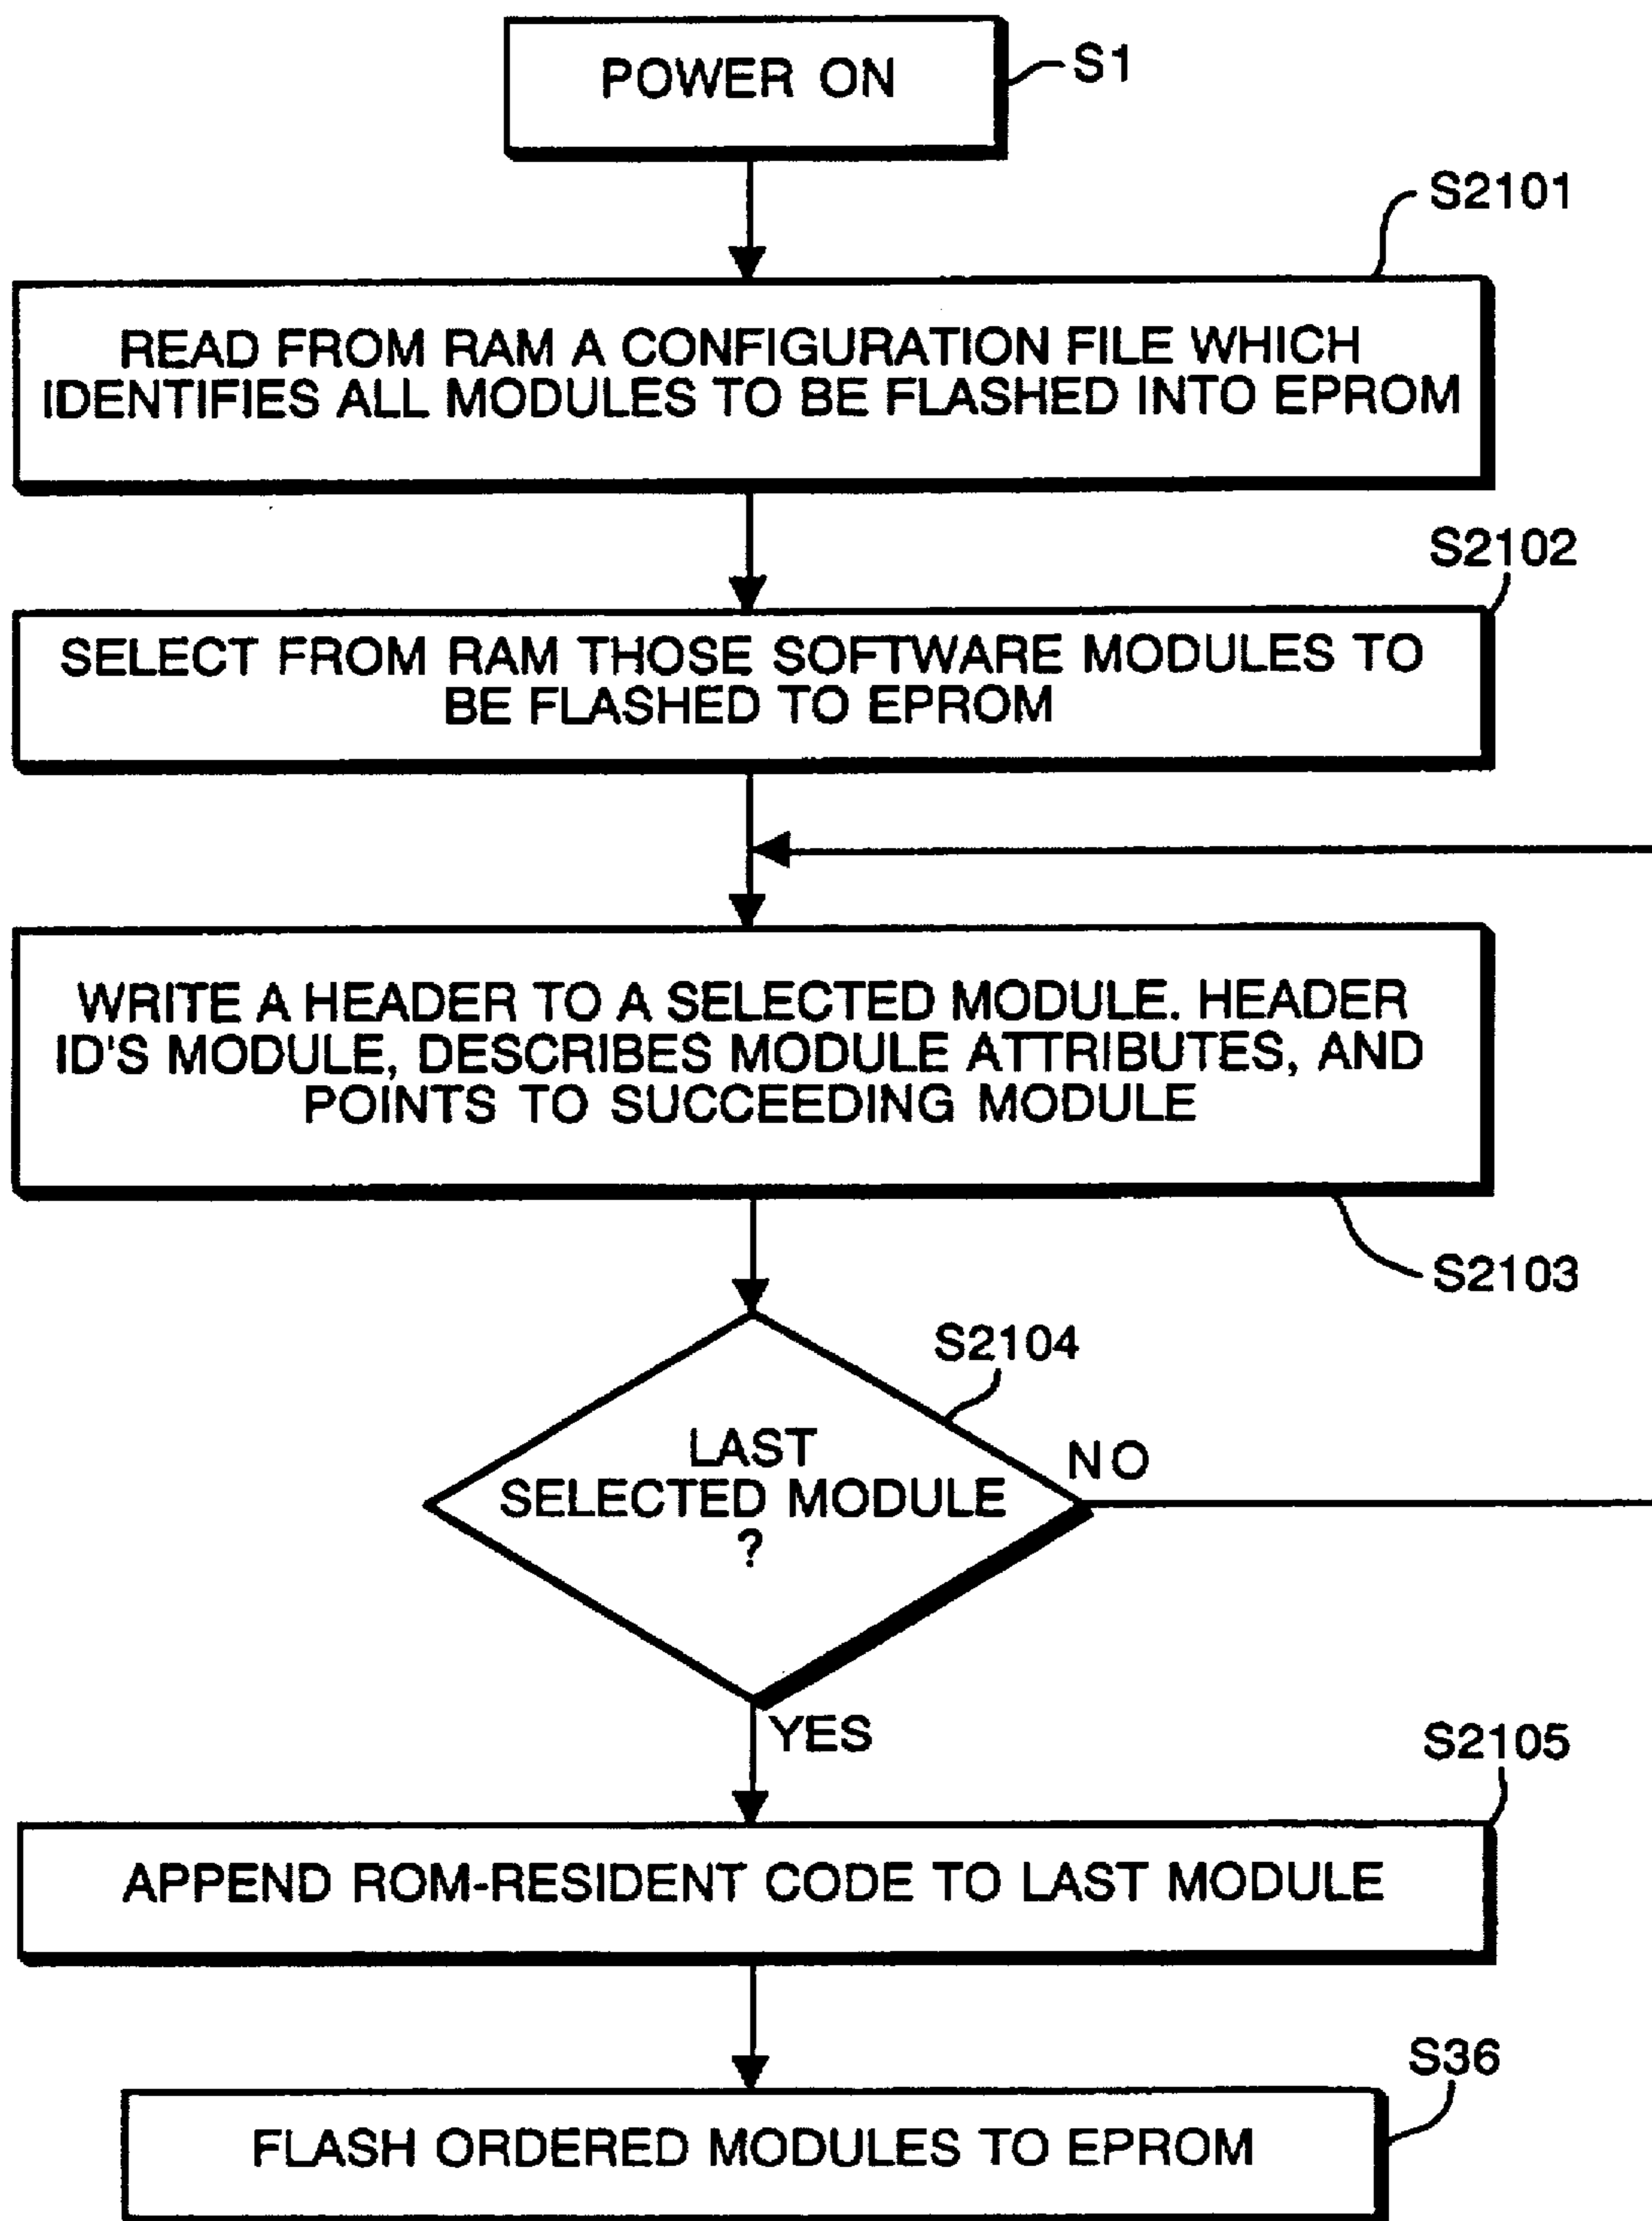 POWER ON
S1
S2101
READ FROM RAM A CONFIGURATION FILE WHICH
IDENTIFIES ALL MODULES TO BE FLASHED INTO EPROM
S2102
SELECT FROM RAM THOSE SOFTWARE MODULES TO
BE FLASHED TO EPROM
WRITE A HEADER TO A SELECTED MODULE. HEADER
ID'S MODULE, DESCRIBES MODULE ATTRIBUTES, AND
POINTS TO SUCCEEDING MODULE
S2103
S2104
LAST
SELECTED MODULE
?
NO
YES
S2105
APPEND ROM-RESIDENT CODE TO LAST MODULE
S36
FLASH ORDERED MODULES TO EPROM